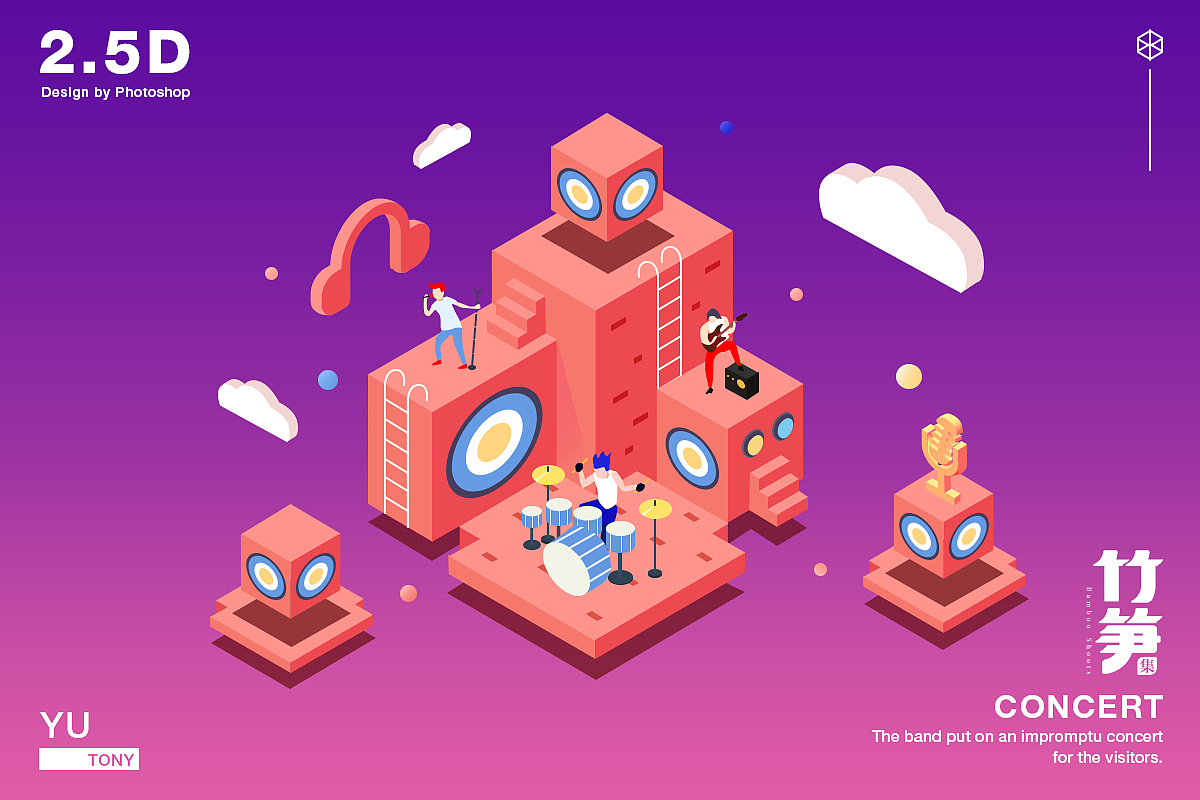 2.5D
Design by Photoshop
竹
笋
集
Bamboo Shoots
CONCERT
The band put on an impromptu concert
for the visitors.
YU
TONY